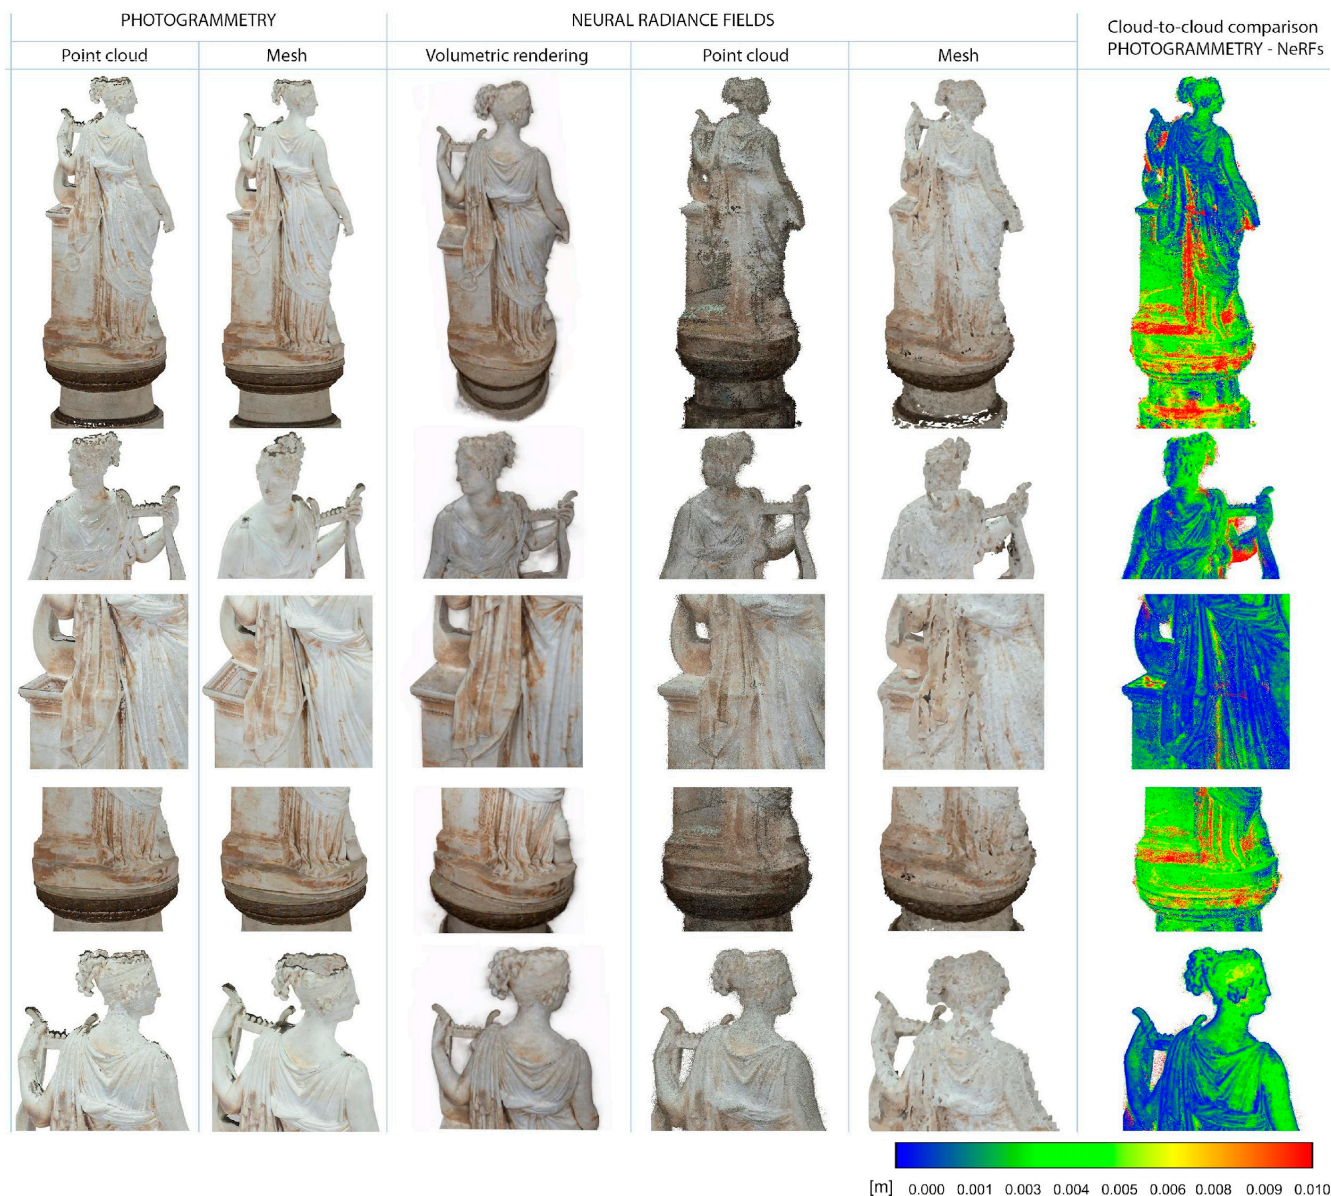 PHOTOGRAMMETRY
NEURAL RADIANCE FIELDS
Cloud-to-cloud comparison
PHOTOGRAMMETRY - NeRFs
Point cloud
Mesh
Volumetric rendering
Point cloud
Mesh
[m] 0.000 0.001 0.003 0.004 0.005 0.006 0.008 0.009 0.010